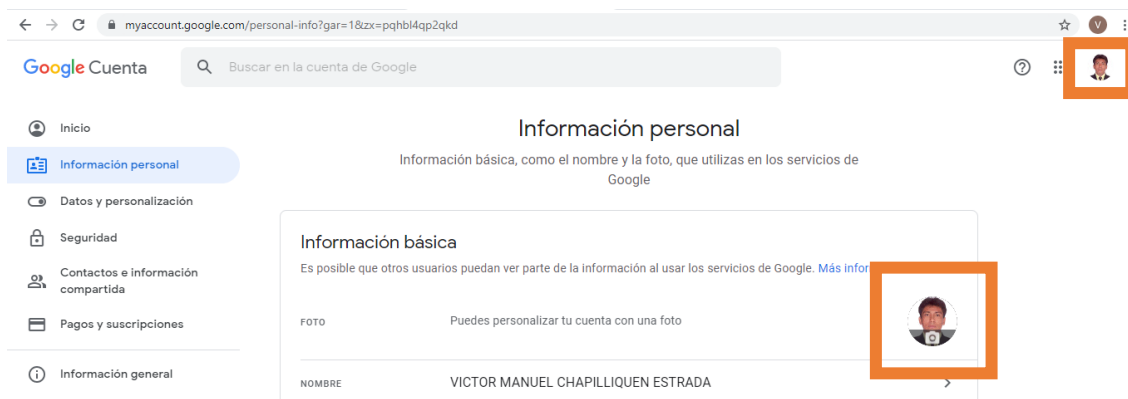 myaccount.google.com/personal-info?gar=1&zx=pqhbl4qp2qkd
V
Google Cuenta
Buscar en la cuenta de Google
Inicio
Información personal
Datos y personalización
Seguridad
Contactos e información
compartida
Pagos y suscripciones
Información general
Información personal
Información básica, como el nombre y la foto, que utilizas en los servicios de
Google
Información básica
Es posible que otros usuarios puedan ver parte de la información al usar los servicios de Google. Más infor
FOTO
Puedes personalizar tu cuenta con una foto
NOMBRE
VICTOR MANUEL CHAPILLIQUEN ESTRADA